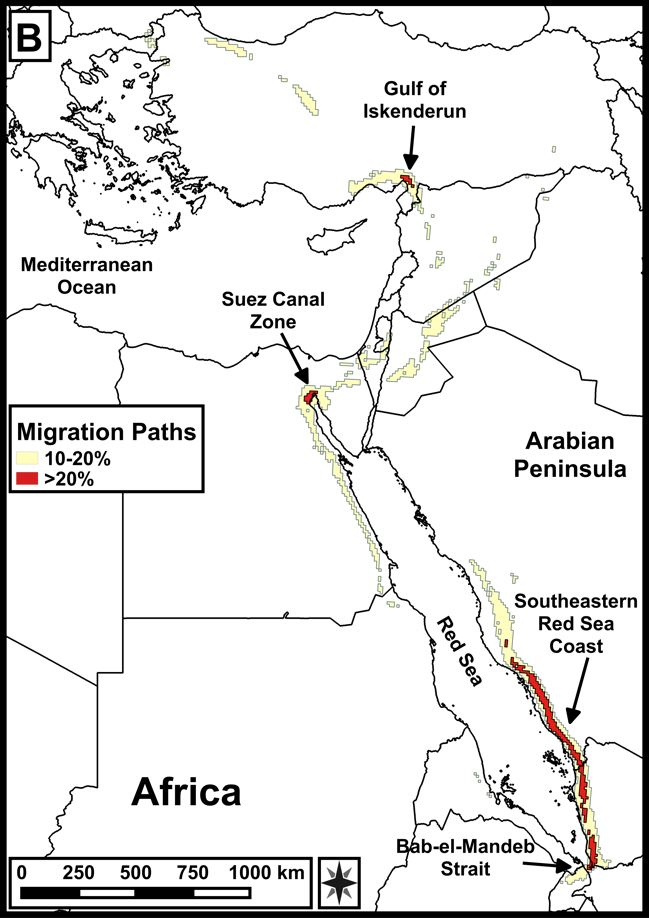 B
Gulf of
Iskenderun
Mediterranean
Ocean
Suez Canal
Zone
Migration Paths
10-20%
>20%
Arabian
Peninsula
Red Sea
Southeastern
Red Sea
Coast
Africa
Bab-el-Mandeb
Strait
0 250 500 750 1000 km